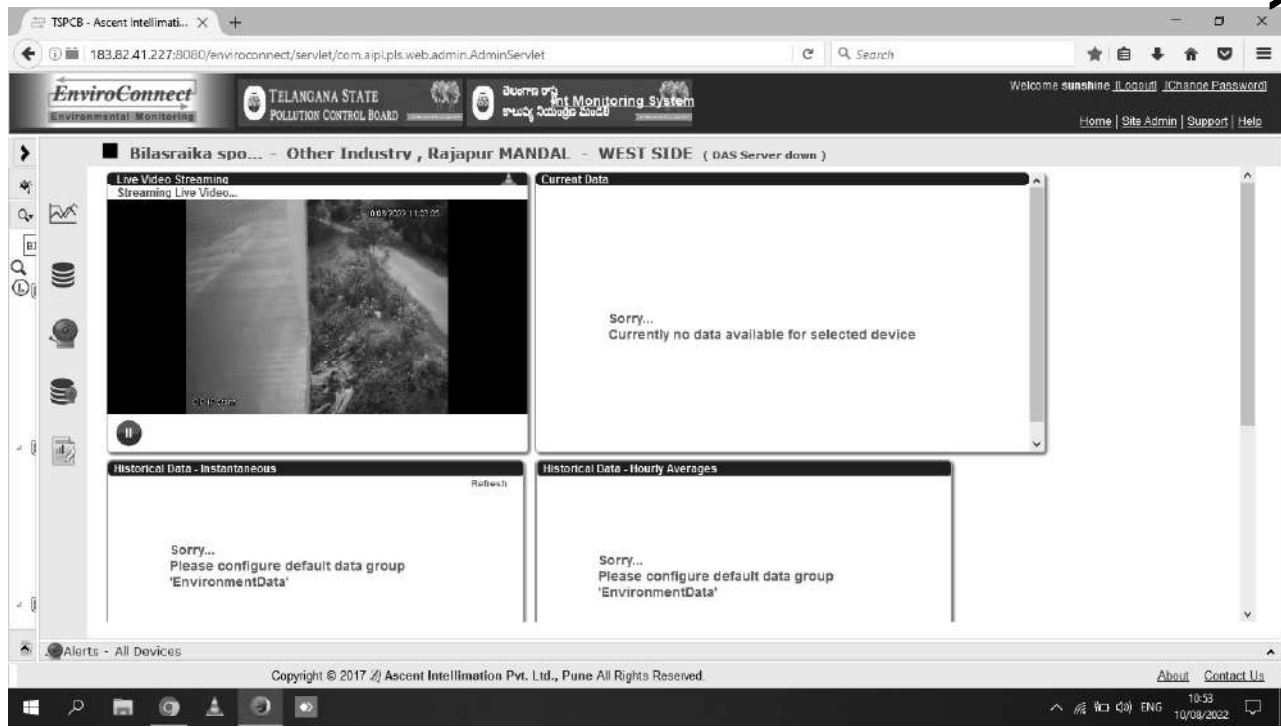 TSPCB - Ascent Intellimati...
183.82.41.227:8080/enviroconnect/servlet/com.aipl.pls.web.admin.AdminServlet
Search
EnviroConnect
Environmental Monitoring
TELANGANA STATE
POLLUTION CONTROL BOARD
తెలంగాణ రాష్ట్ర
కాలుష్య నియంత్రణ మండలి
nt Monitoring System
Welcome sunshine [Logout] [Change Password]
Home | Site Admin | Support | Help
Bilasraika spo... - Other Industry , Rajapur MANDAL - WEST SIDE ( DAS Server down )
Live Video Streaming
Streaming Live Video...
Current Data
Sorry...
Currently no data available for selected device
Historical Data - Instantaneous
Refresh
Sorry...
Please configure default data group
'EnvironmentData'
Historical Data - Hourly Averages
Sorry...
Please configure default data group
'EnvironmentData'
Alerts - All Devices
Copyright © 2017 Ascent Intellimation Pvt. Ltd., Pune All Rights Reserved.
About Contact Us
ENG
10:53
10/08/2022